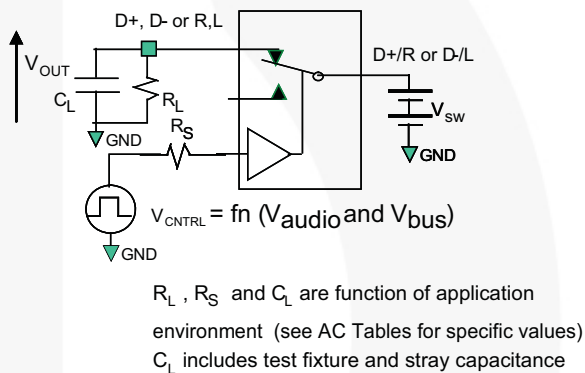 D+, D- or R,L
D+/R or D-/L
V_OUT
C_L
R_L
V_sw
GND
R_S
GND
V_CNTRL = fn (V_audio and V_bus)
GND
R_L , R_S and C_L are function of application
environment (see AC Tables for specific values)
C_L includes test fixture and stray capacitance